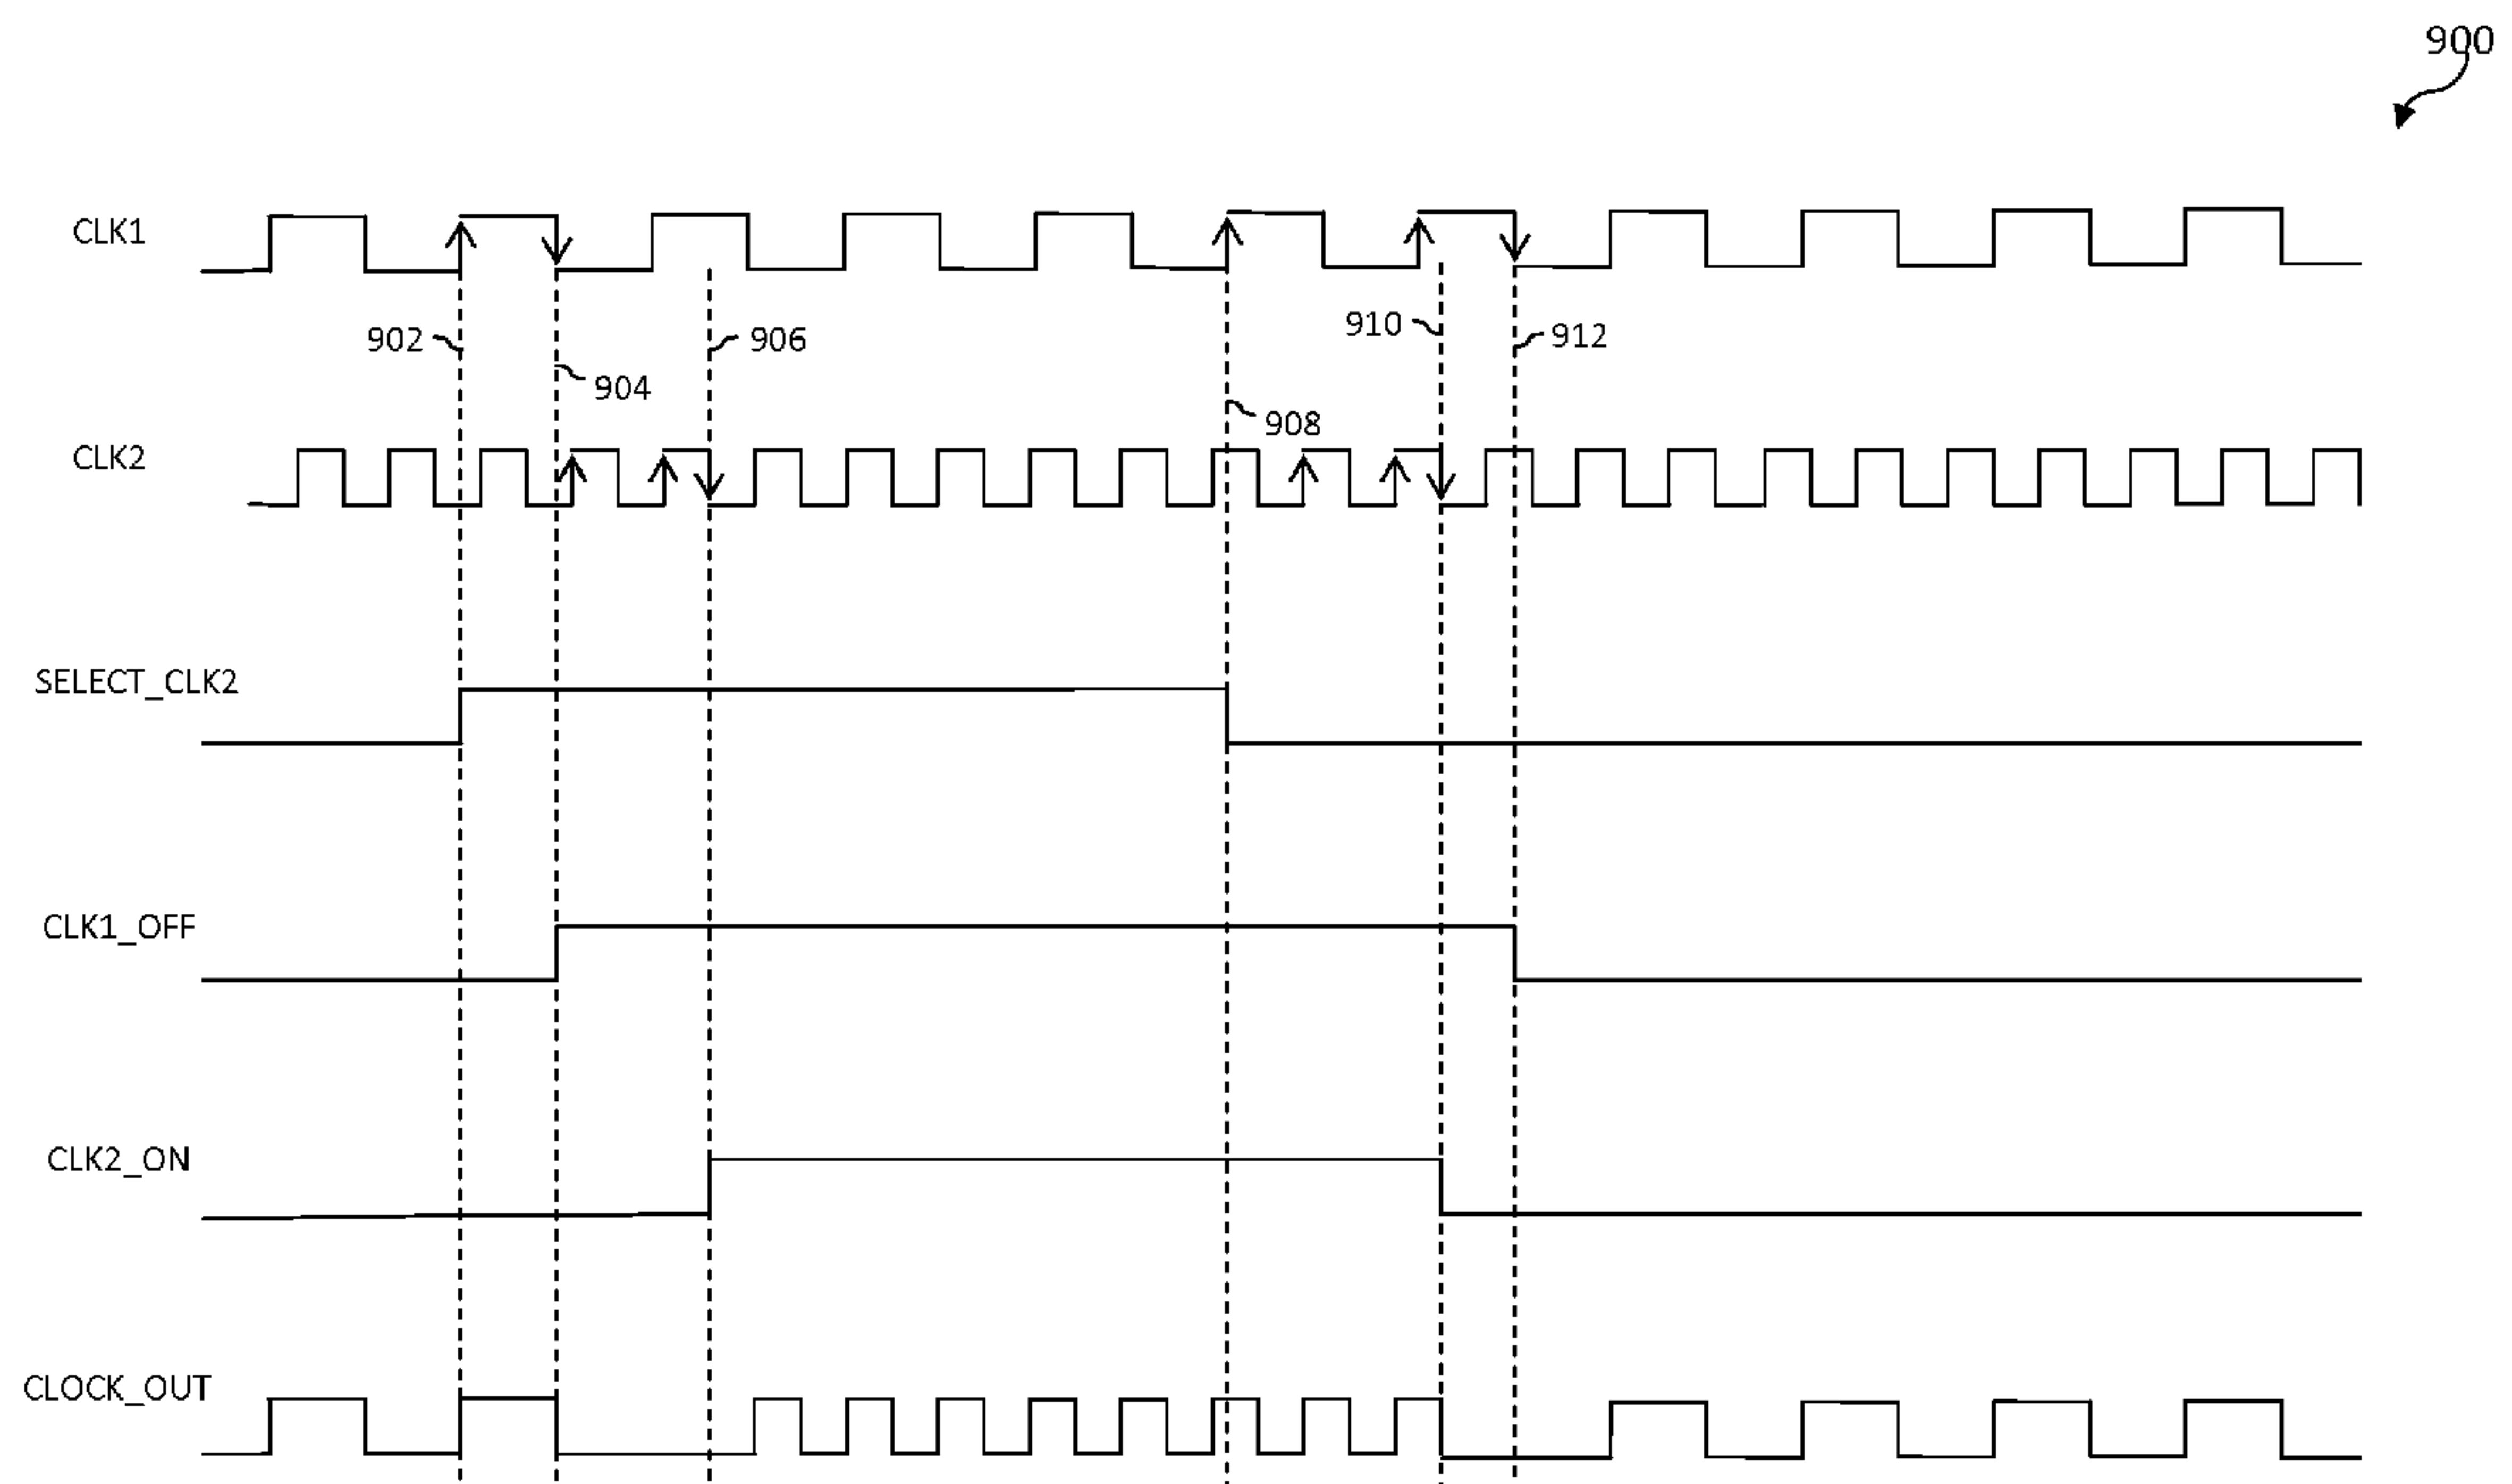 900
CLK1
902
904
906
908
910
912
CLK2
SELECT_CLK2
CLK1_OFF
CLK2_ON
CLOCK_OUT